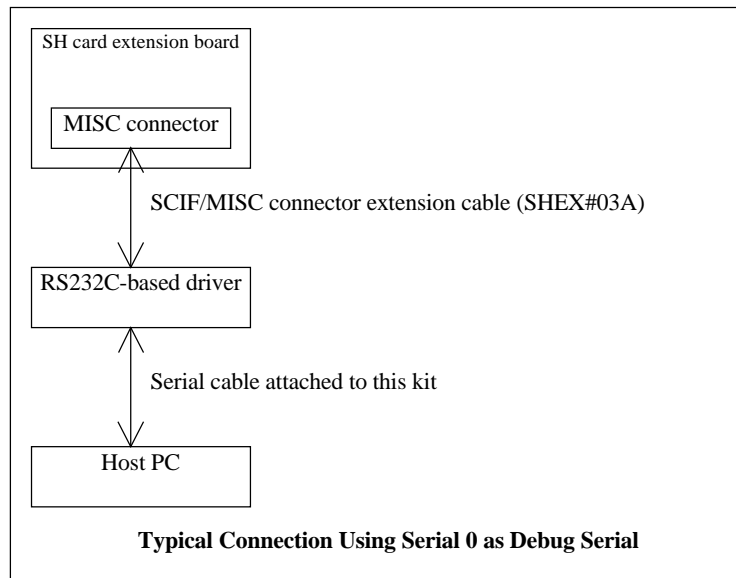 SH card extension board
MISC connector
SCIF/MISC connector extension cable (SHEX#03A)
RS232C-based driver
Serial cable attached to this kit
Host PC
Typical Connection Using Serial 0 as Debug Serial